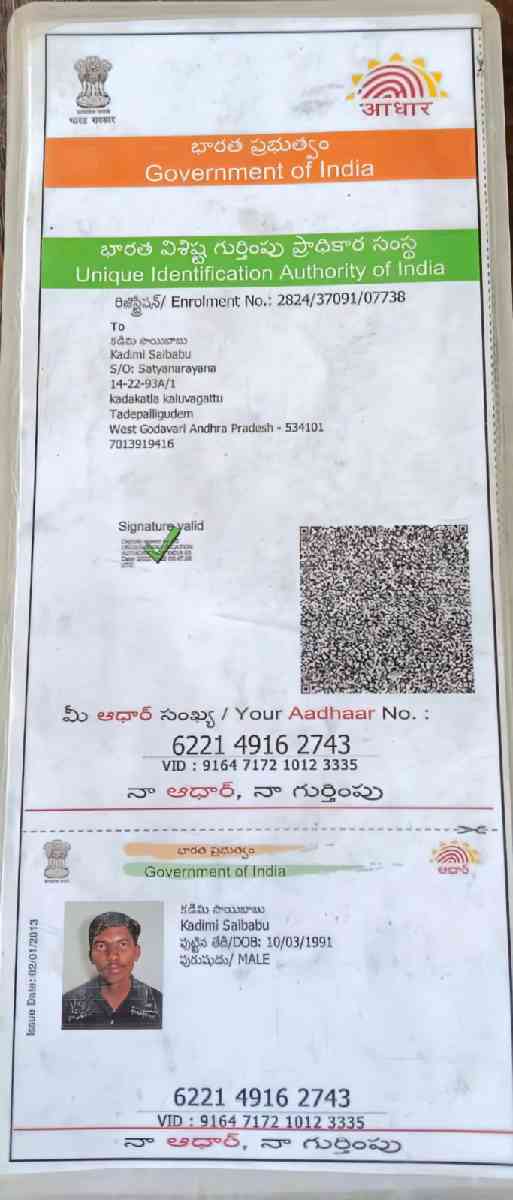 भारत सरकार
आधार
భారత ప్రభుత్వం
Government of India
భారత విశిష్ట గుర్తింపు ప్రాధికార సంస్థ
Unique Identification Authority of India
రిజిస్ట్రేషన్/ Enrolment No.: 2824/37091/07738
To
కడిమి సాయిబాబు
Kadimi Saibabu
S/O: Satyanarayana
14-22-93A/1
kadakatla kaluvagattu
Tadepalligudem
West Godavari Andhra Pradesh - 534101
7013919416
Signature valid
మీ ఆధార్ సంఖ్య / Your Aadhaar No. :
6221 4916 2743
VID : 9164 7172 1012 3335
నా ఆధార్, నా గుర్తింపు
భారత ప్రభుత్వం
Government of India
ఆధార్
Issue Date: 02/01/2013
కడిమి సాయిబాబు
Kadimi Saibabu
పుట్టిన తేదీ/DOB: 10/03/1991
పురుషుడు/ MALE
6221 4916 2743
VID : 9164 7172 1012 3335
నా ఆధార్, నా గుర్తింపు